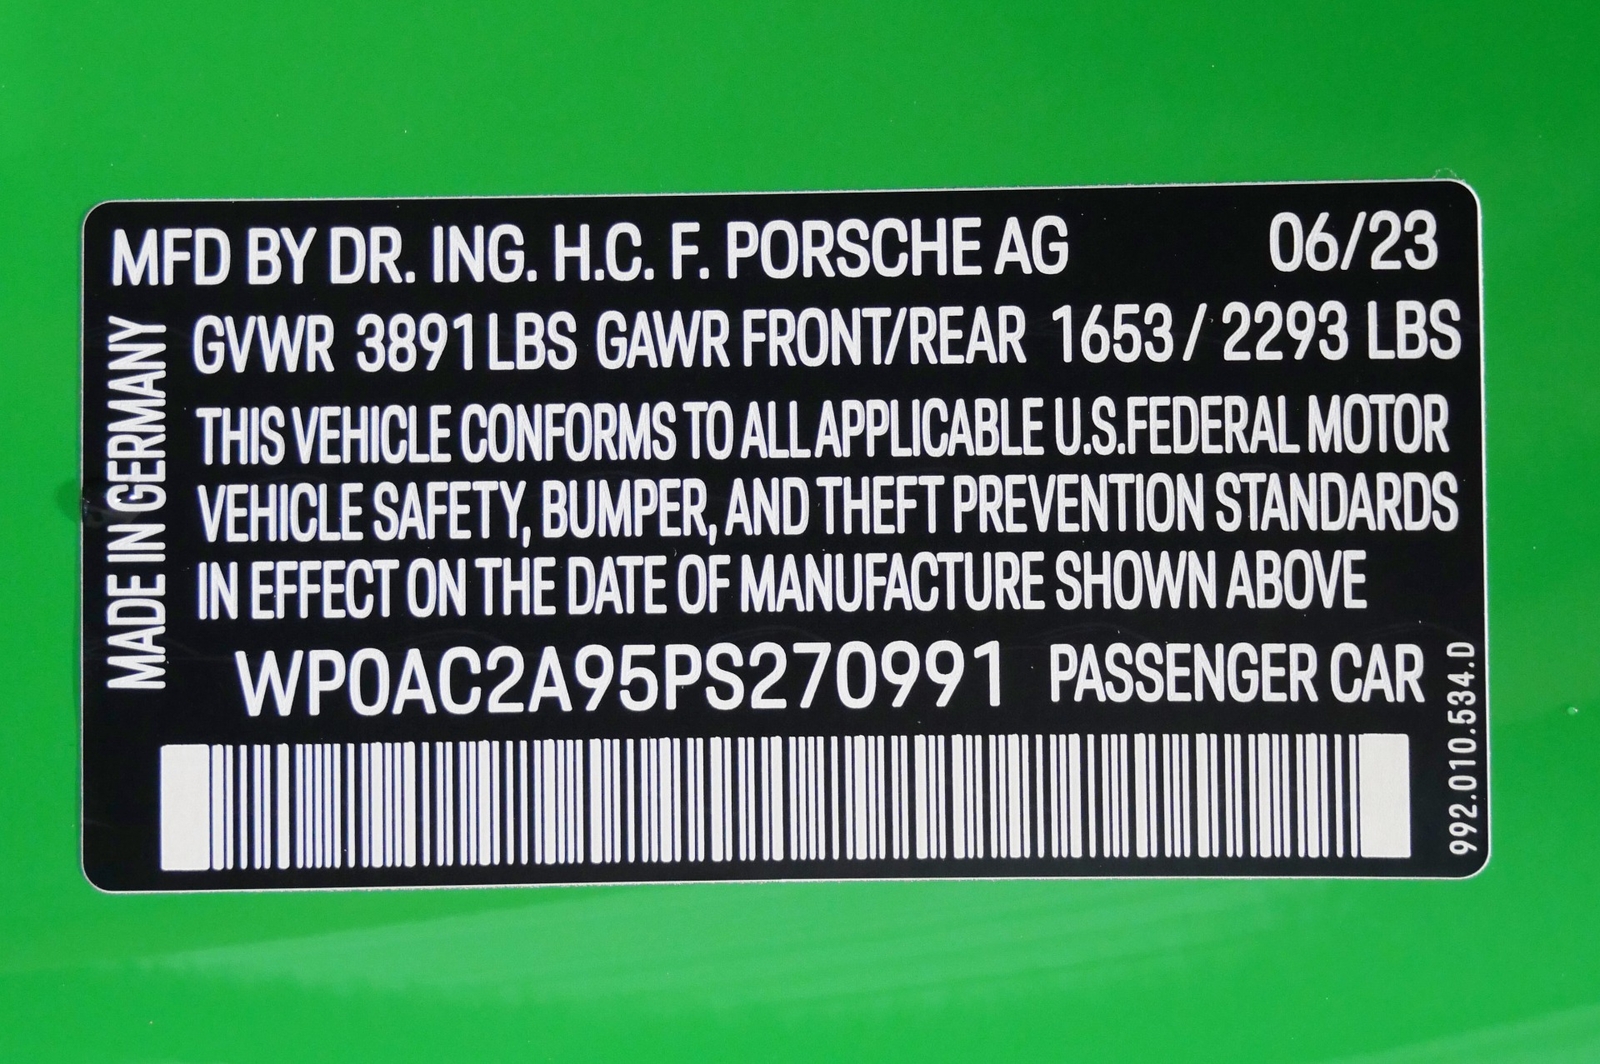 MFD BY DR. ING. H.C. F. PORSCHE AG 06/23
GVWR 3891 LBS GAWR FRONT/REAR 1653 / 2293 LBS
THIS VEHICLE CONFORMS TO ALL APPLICABLE U.S.FEDERAL MOTOR
VEHICLE SAFETY, BUMPER, AND THEFT PREVENTION STANDARDS
IN EFFECT ON THE DATE OF MANUFACTURE SHOWN ABOVE
WP0AC2A95PS270991 PASSENGER CAR
MADE IN GERMANY
992.010.534.D